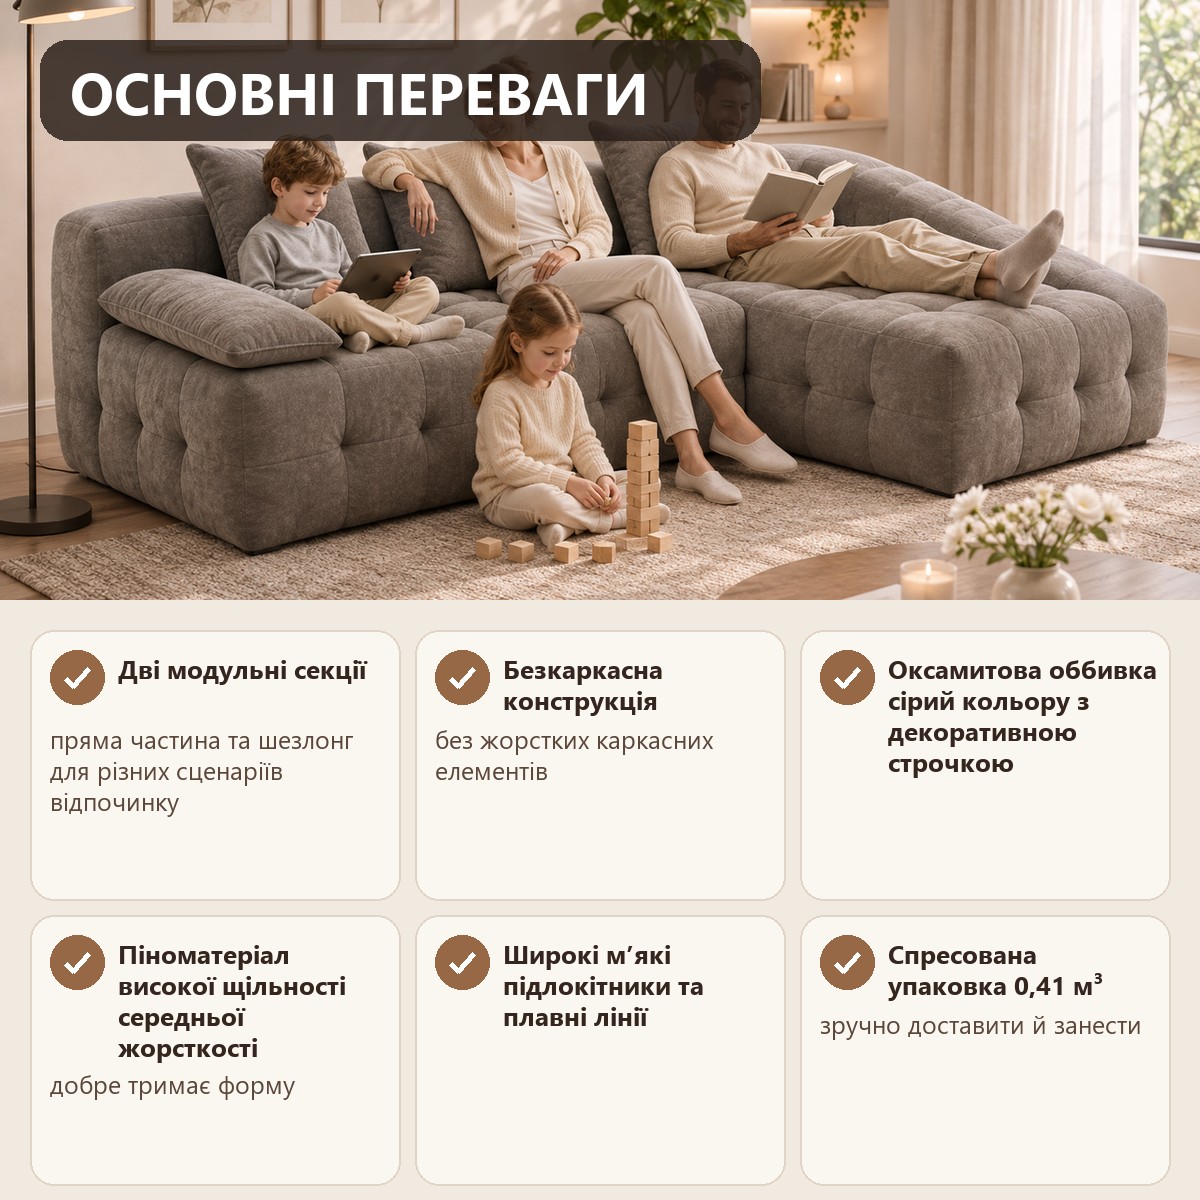 ОСНОВНІ ПЕРЕВАГИ
Дві модульні секції
пряма частина та шезлонг
для різних сценаріїв
відпочинку
Безкаркасна
конструкція
без жорстких каркасних
елементів
Оксамитова оббивка
сірий кольору з
декоративною
строчкою
Піноматеріал
високої щільності
середньої
жорсткості
добре тримає форму
Широкі м’які
підлокітники та
плавні лінії
Спресована
упаковка 0,41 м³
зручно доставити й занести